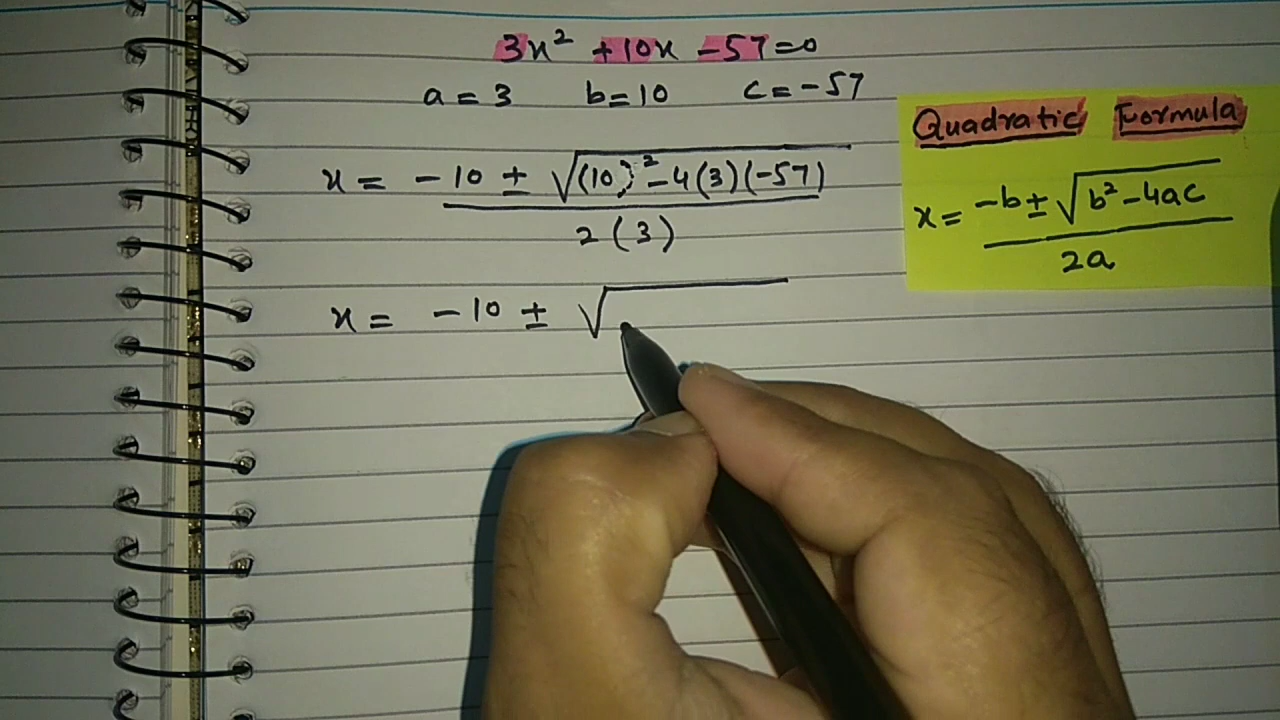 3x² +10x -57=0
a = 3 b=10 c=-57
x = -10 ± √(10)²-4(3)(-57)
2(3)
x = -10 ± √
Quadratic Formula
x= -b±√b²-4ac
2a